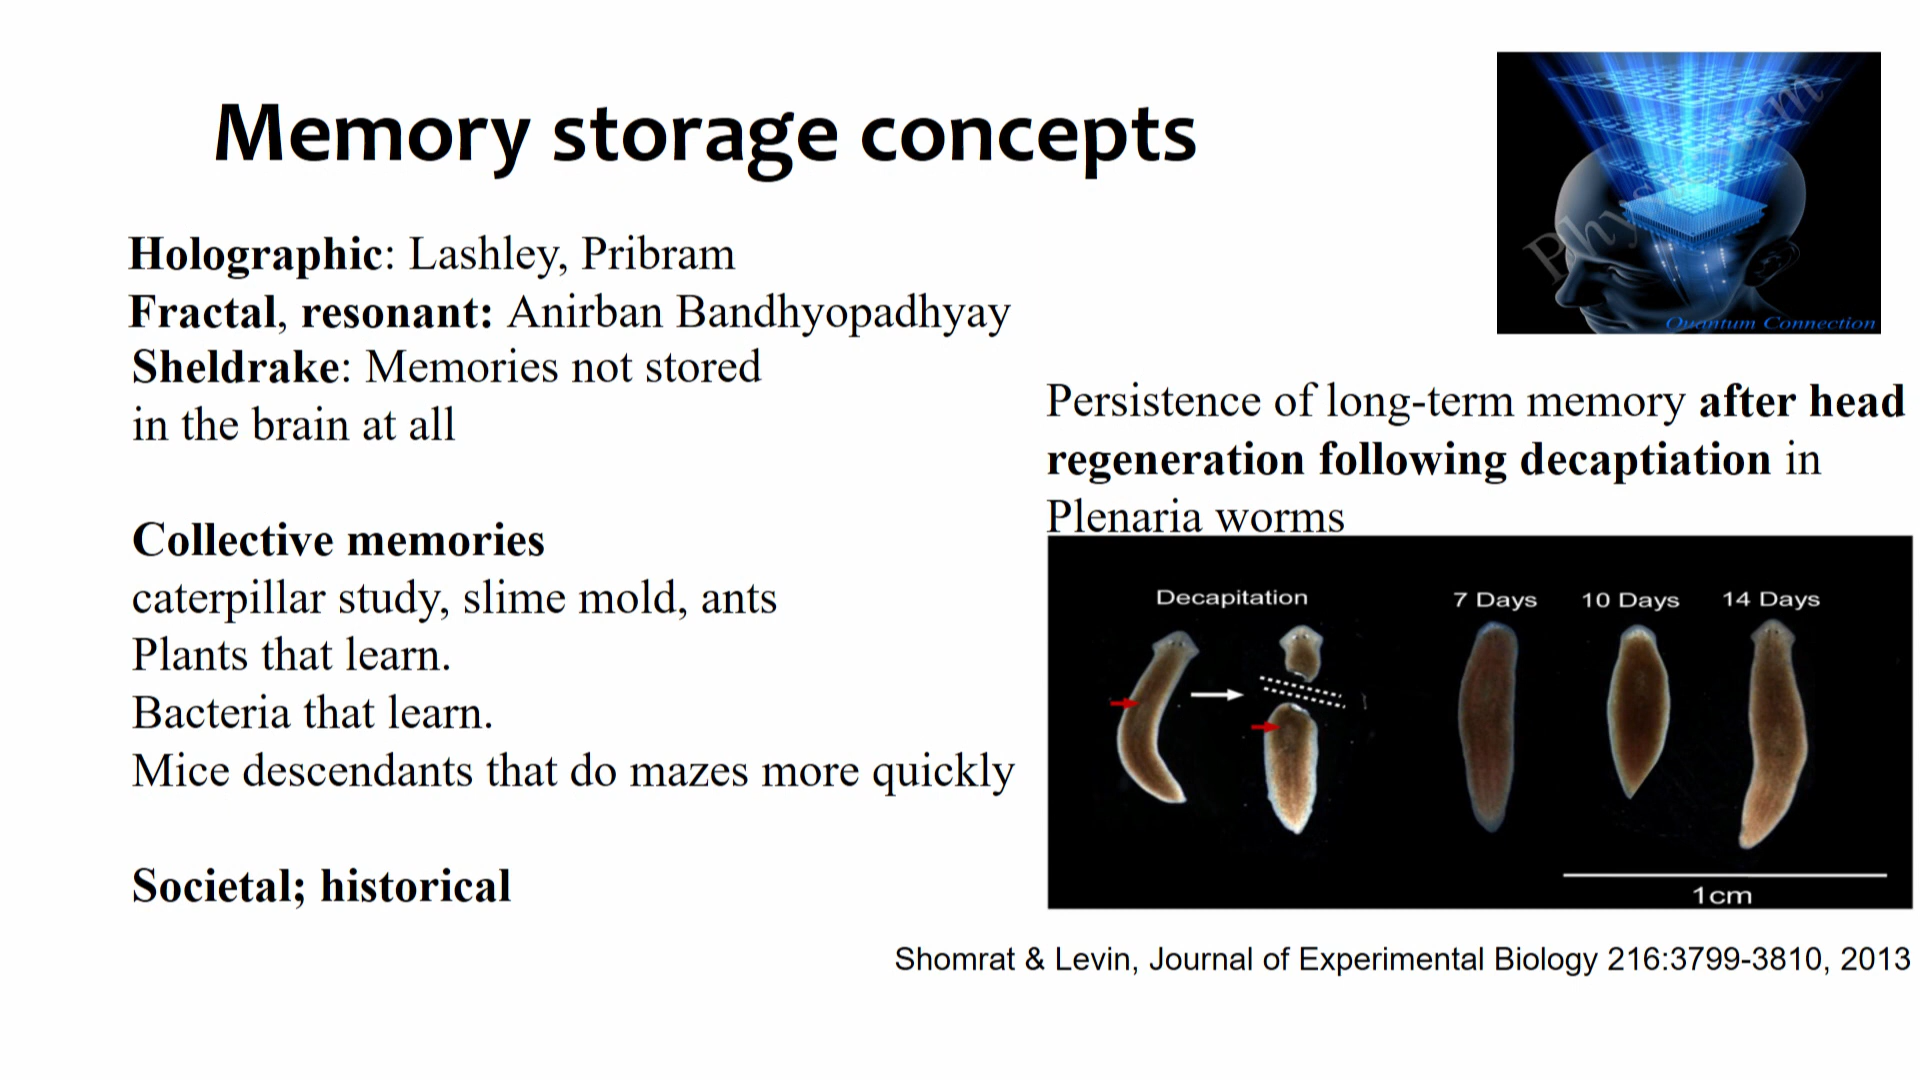 Memory storage concepts
Holographic: Lashley, Pribram
Fractal, resonant: Anirban Bandhyopadhyay
Sheldrake: Memories not stored
in the brain at all
Collective memories
caterpillar study, slime mold, ants
Plants that learn.
Bacteria that learn.
Mice descendants that do mazes more quickly
Societal; historical
Quantum Connection
Persistence of long-term memory after head
regeneration following decaptiation in
Plenaria worms
Decapitation
7 Days
10 Days
14 Days
1cm
Shomrat & Levin, Journal of Experimental Biology 216:3799-3810, 2013